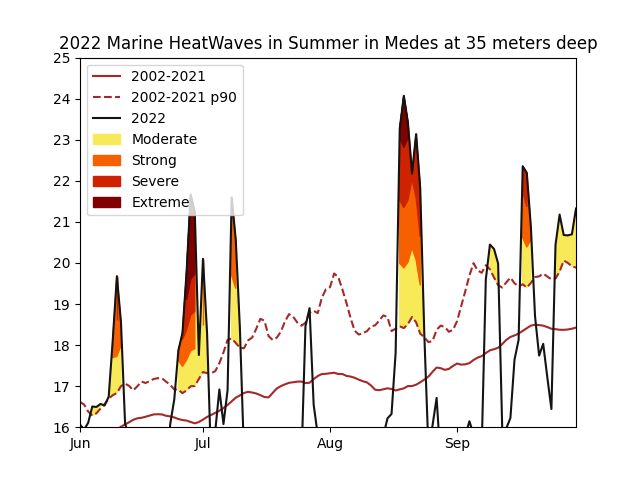 2022 Marine HeatWaves in Summer in Medes at 35 meters deep
25
24
23
22
21
20
19
18
17
16
2002-2021
2002-2021 p90
2022
Moderate
Strong
Severe
Extreme
Jun Jul Aug Sep